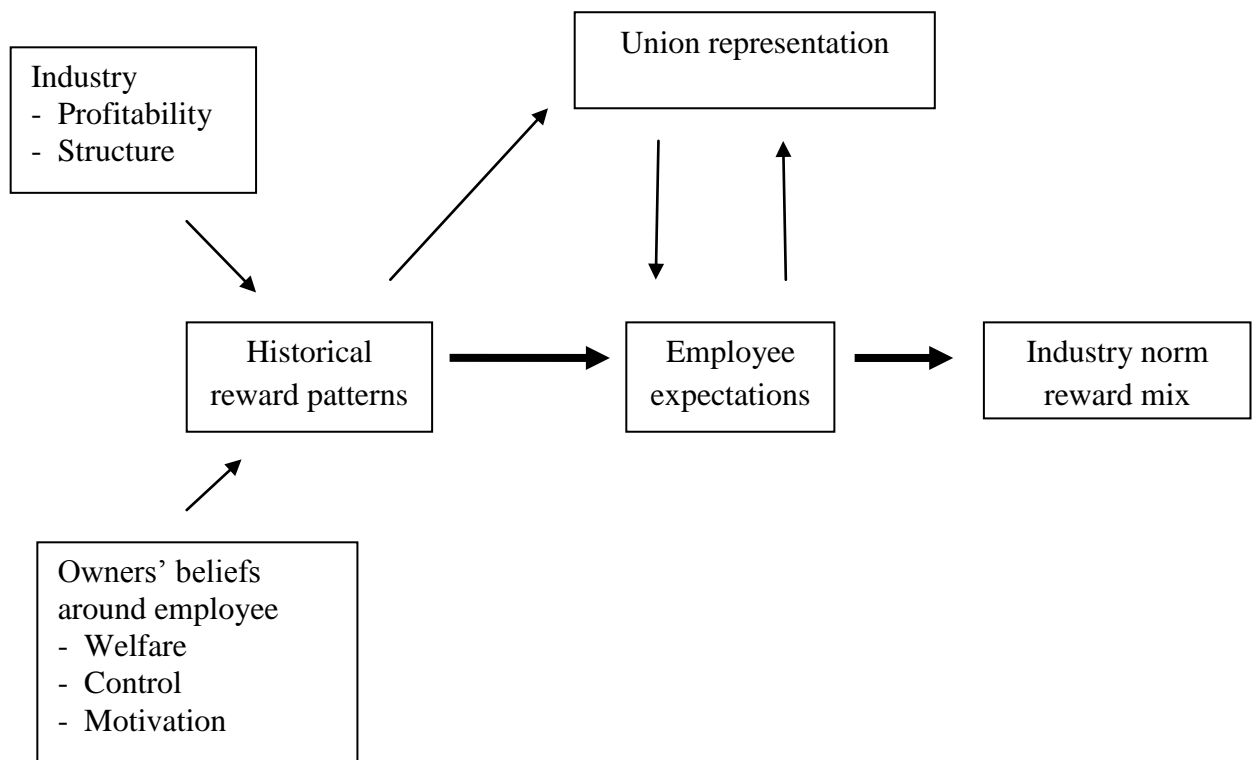 Union representation
Industry
- Profitability
- Structure
Historical
reward patterns
Employee
expectations
Industry norm
reward mix
Owners’ beliefs
around employee
- Welfare
- Control
- Motivation